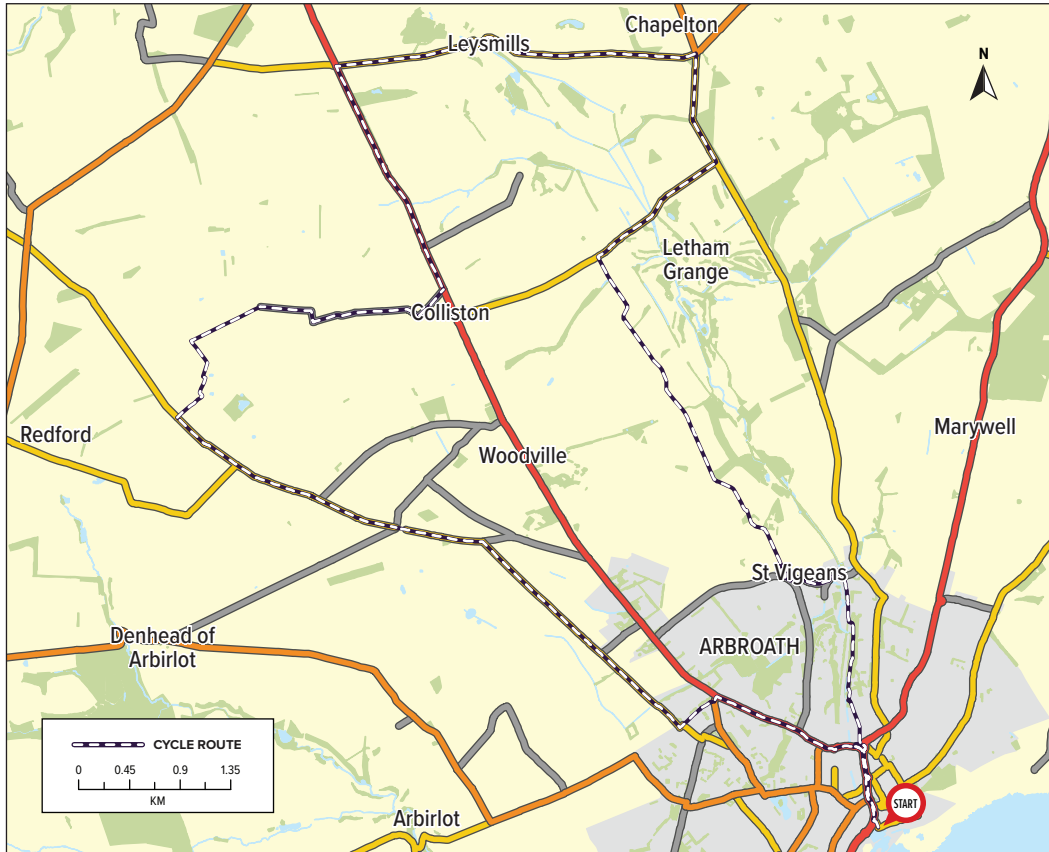 Chapelton
Leysmills
N
Letham
Grange
Colliston
Redford
Marywell
Woodville
St Vigeans
Denhead of
Arbirlot
ARBROATH
CYCLE ROUTE
0 0.45 0.9 1.35
KM
START
Arbirlot